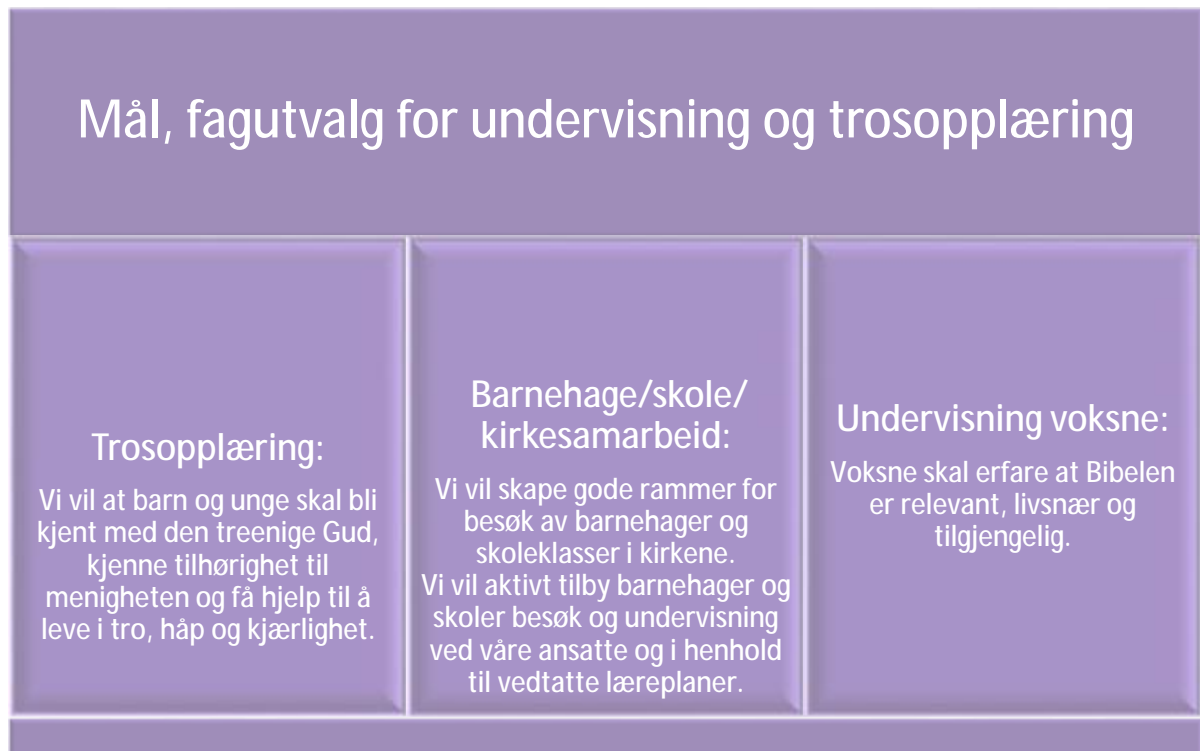 Mål, fagutvalg for undervisning og trosopplæring
Trosopplæring:
Vi vil at barn og unge skal bli
kjent med den treenige Gud,
kjenne tilhørighet til
menigheten og få hjelp til å
leve i tro, håp og kjærlighet.
Barnehage/skole/
kirkesamarbeid:
Vi vil skape gode rammer for
besøk av barnehager og
skoleklasser i kirkene.
Vi vil aktivt tilby barnehager og
skoler besøk og undervisning
ved våre ansatte og i henhold
til vedtatte læreplaner.
Undervisning voksne:
Voksne skal erfare at Bibelen
er relevant, livsnær og
tilgjengelig.